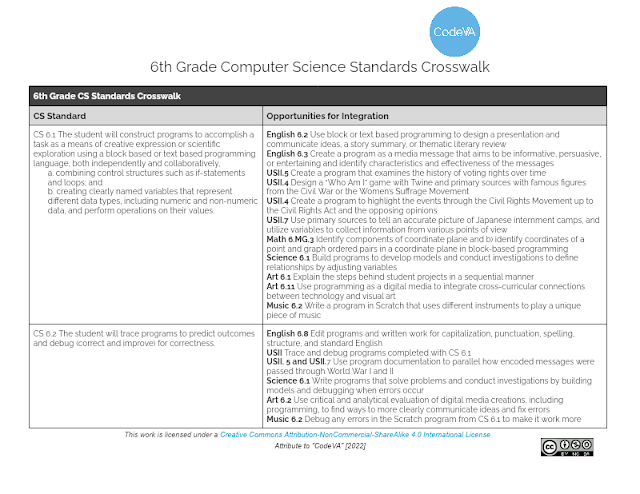 CodeVA
6th Grade Computer Science Standards Crosswalk
6th Grade CS Standards Crosswalk
CS Standard
Opportunities for Integration
CS 6.1 The student will construct programs to accomplish a
task as a means of creative expression or scientific
exploration using a block based or text based programming
language, both independently and collaboratively,
a. combining control structures such as if-statements
and loops; and
b. creating clearly named variables that represent
different data types, including numeric and non-numeric
data, and perform operations on their values.
English 6.2 Use block or text based programming to design a presentation and
communicate ideas, a story summary, or thematic literary review
English 6.3 Create a program as a media message that aims to be informative, persuasive,
or entertaining and identify characteristics and effectiveness of the messages
USII.5 Create a program that examines the history of voting rights over time
USII.4 Design a "Who Am I" game with Twine and primary sources with famous figures
from the Civil War or the Women's Suffrage Movement
USII.4 Create a program to highlight the events through the Civil Rights Movement up to
the Civil Rights Act and the opposing opinions
USII.7 Use primary sources to tell an accurate picture of Japanese internment camps, and
utilize variables to collect information from various points of view
Math 6.MG.3 Identify components of coordinate plane and b) identify coordinates of a
point and graph ordered pairs in a coordinate plane in block-based programming
Science 6.1 Build programs to develop models and conduct investigations to define
relationships by adjusting variables
Art 6.1 Explain the steps behind student projects in a sequential manner
Art 6.11 Use programming as a digital media to integrate cross-curricular connections
between technology and visual art
Music 6.2 Write a program in Scratch that uses different instruments to play a unique
piece of music
CS 6.2 The student will trace programs to predict outcomes
and debug (correct and improve) for correctness.
English 6.8 Edit programs and written work for capitalization, punctuation, spelling,
structure, and standard English
USII Trace and debug programs completed with CS 6.1
USII. 5 and USII.7 Use program documentation to parallel how encoded messages were
passed through World War I and II
Science 6.1 Write programs that solve problems and conduct investigations by building
models and debugging when errors occur
Art 6.2 Use critical and analytical evaluation of digital media creations, including
programming, to find ways to more clearly communicate ideas and fix errors
Music 6.2 Debug any errors in the Scratch program from CS 6.1 to make it work more
This work is licensed under a Creative Commons Attribution-NonCommercial-ShareAlike 4.0 International License
Attribute to "CodeVA" [2022]
CC
BY NC SA